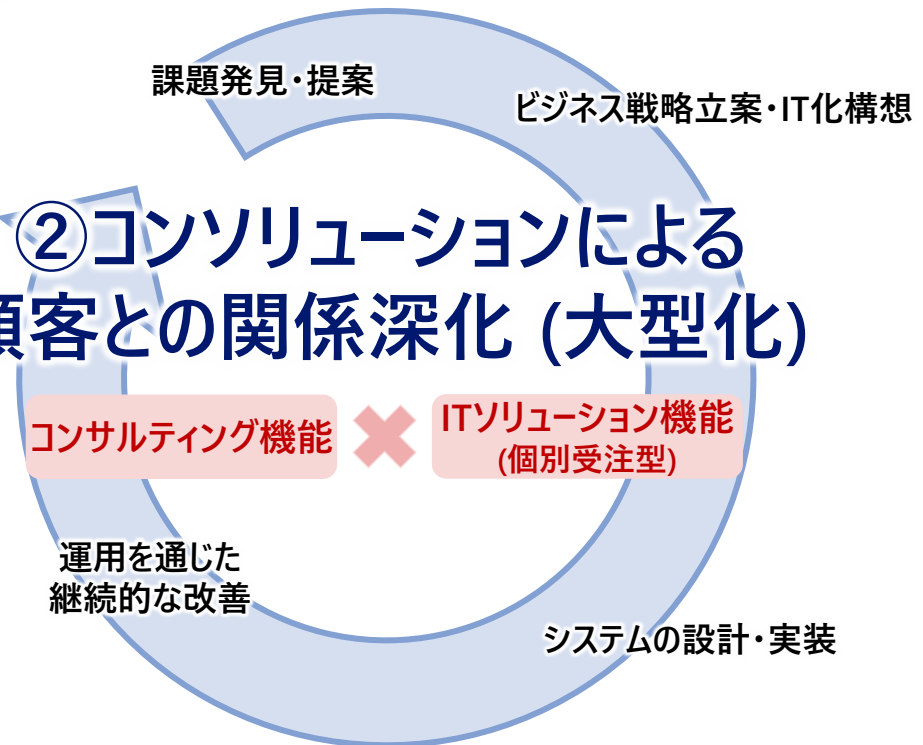 課題発見・提案
ビジネス戦略立案・IT化構想
②コンソリューションによる
顧客との関係深化 (大型化)
コンサルティング機能
ITソリューション機能
(個別受注型)
運用を通じた
継続的な改善
システムの設計・実装